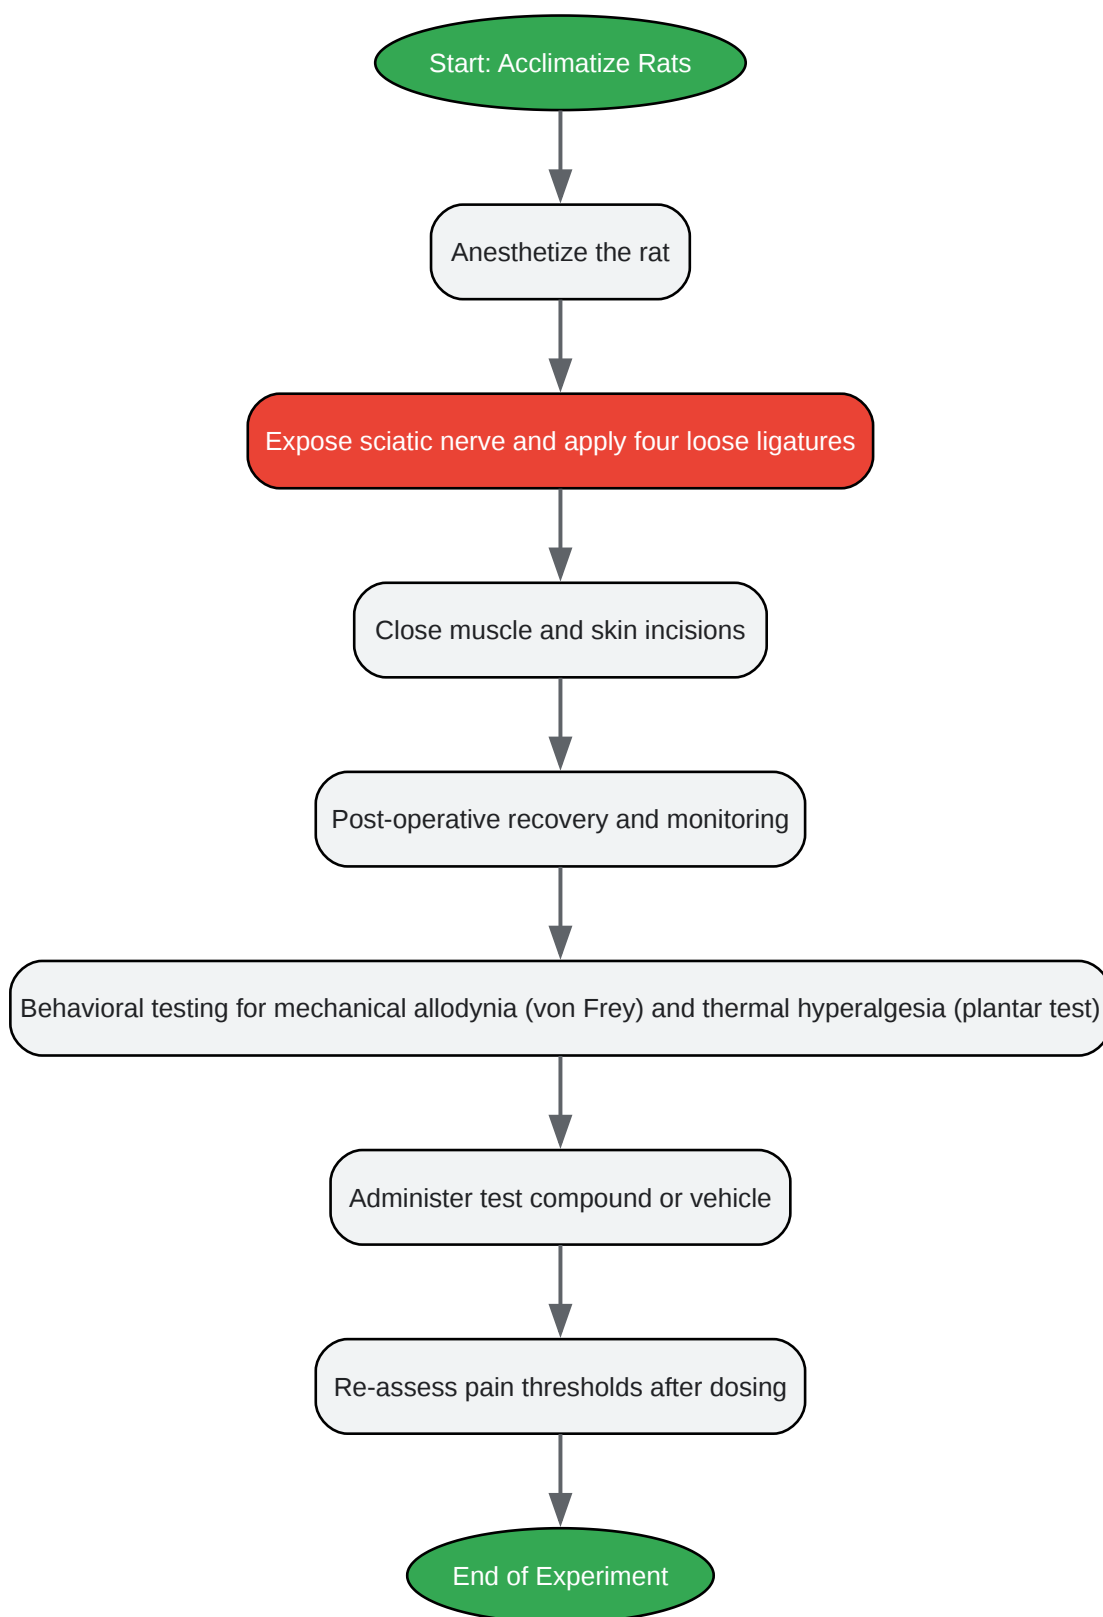 Start: Acclimatize Rats
Anesthetize the rat
Expose sciatic nerve and apply four loose ligatures
Close muscle and skin incisions
Post-operative recovery and monitoring
Behavioral testing for mechanical allodynia (von Frey) and thermal hyperalgesia (plantar test)
Administer test compound or vehicle
Re-assess pain thresholds after dosing
End of Experiment